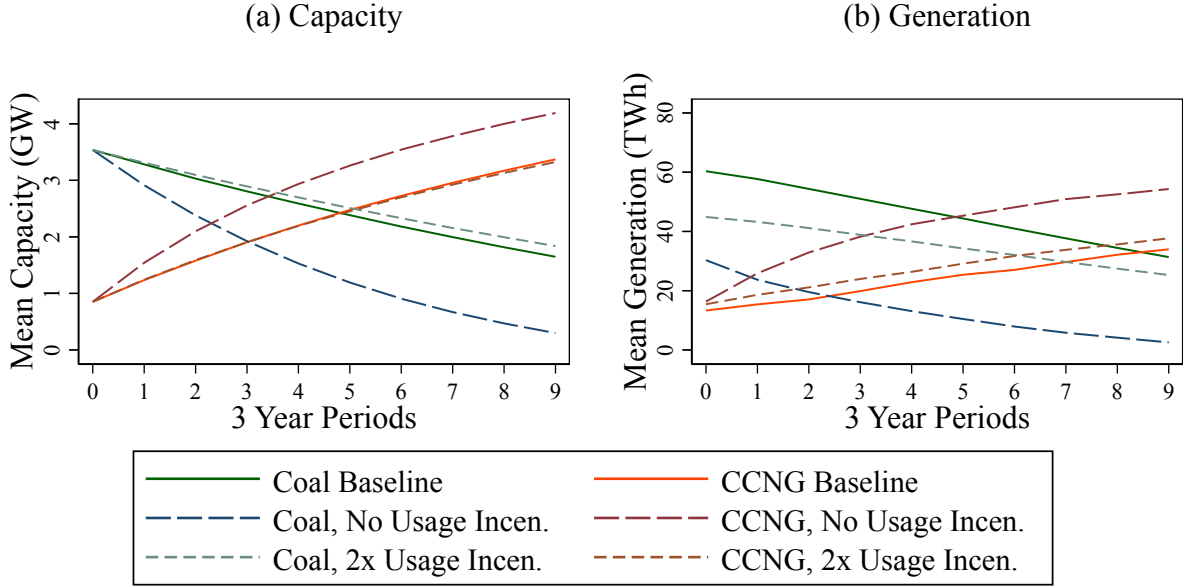 (a) Capacity
Mean Capacity (GW)
4
3
2
1
0
0 1 2 3 4 5 6 7 8 9
3 Year Periods
(b) Generation
Mean Generation (TWh)
80
60
40
20
0
0 1 2 3 4 5 6 7 8 9
3 Year Periods
Coal Baseline
CCNG Baseline
Coal, No Usage Incen.
CCNG, No Usage Incen.
Coal, 2x Usage Incen.
CCNG, 2x Usage Incen.